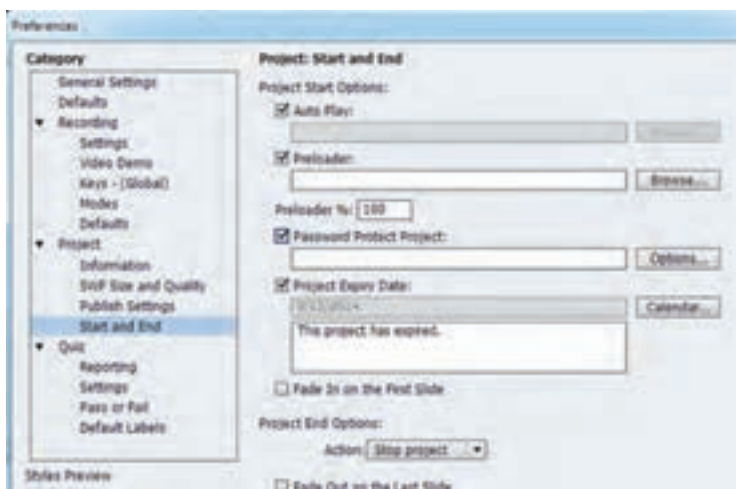 Preferences
Category
General Settings
Defaults
Recording
Settings
Video Demo
Keys - (Global)
Modes
Defaults
Project
Information
SWF Size and Quality
Publish Settings
Start and End
Quiz
Reporting
Settings
Pass or Fail
Default Labels
Styles Preview
Project: Start and End
Project Start Options:
Auto Play:
Preloader:
Browse...
Preloader %: 100
Password Protect Project:
Options...
Project Expiry Date:
Calendar...
This project has expired.
Fade In on the First Slide
Project End Options:
Action: Stop project
Fade Out on the Last Slide